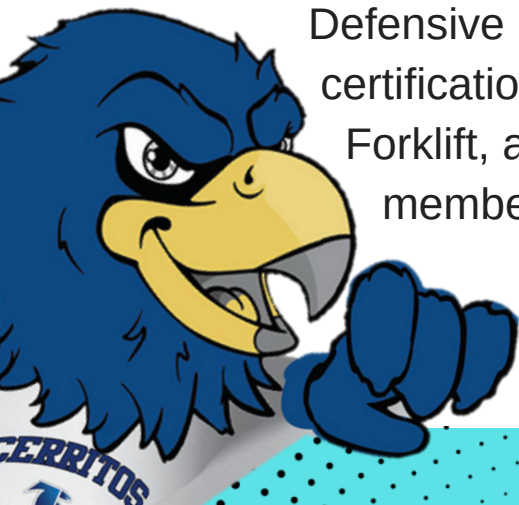 Defensive
certificatio
Forklift, a
membe
CERRITOS